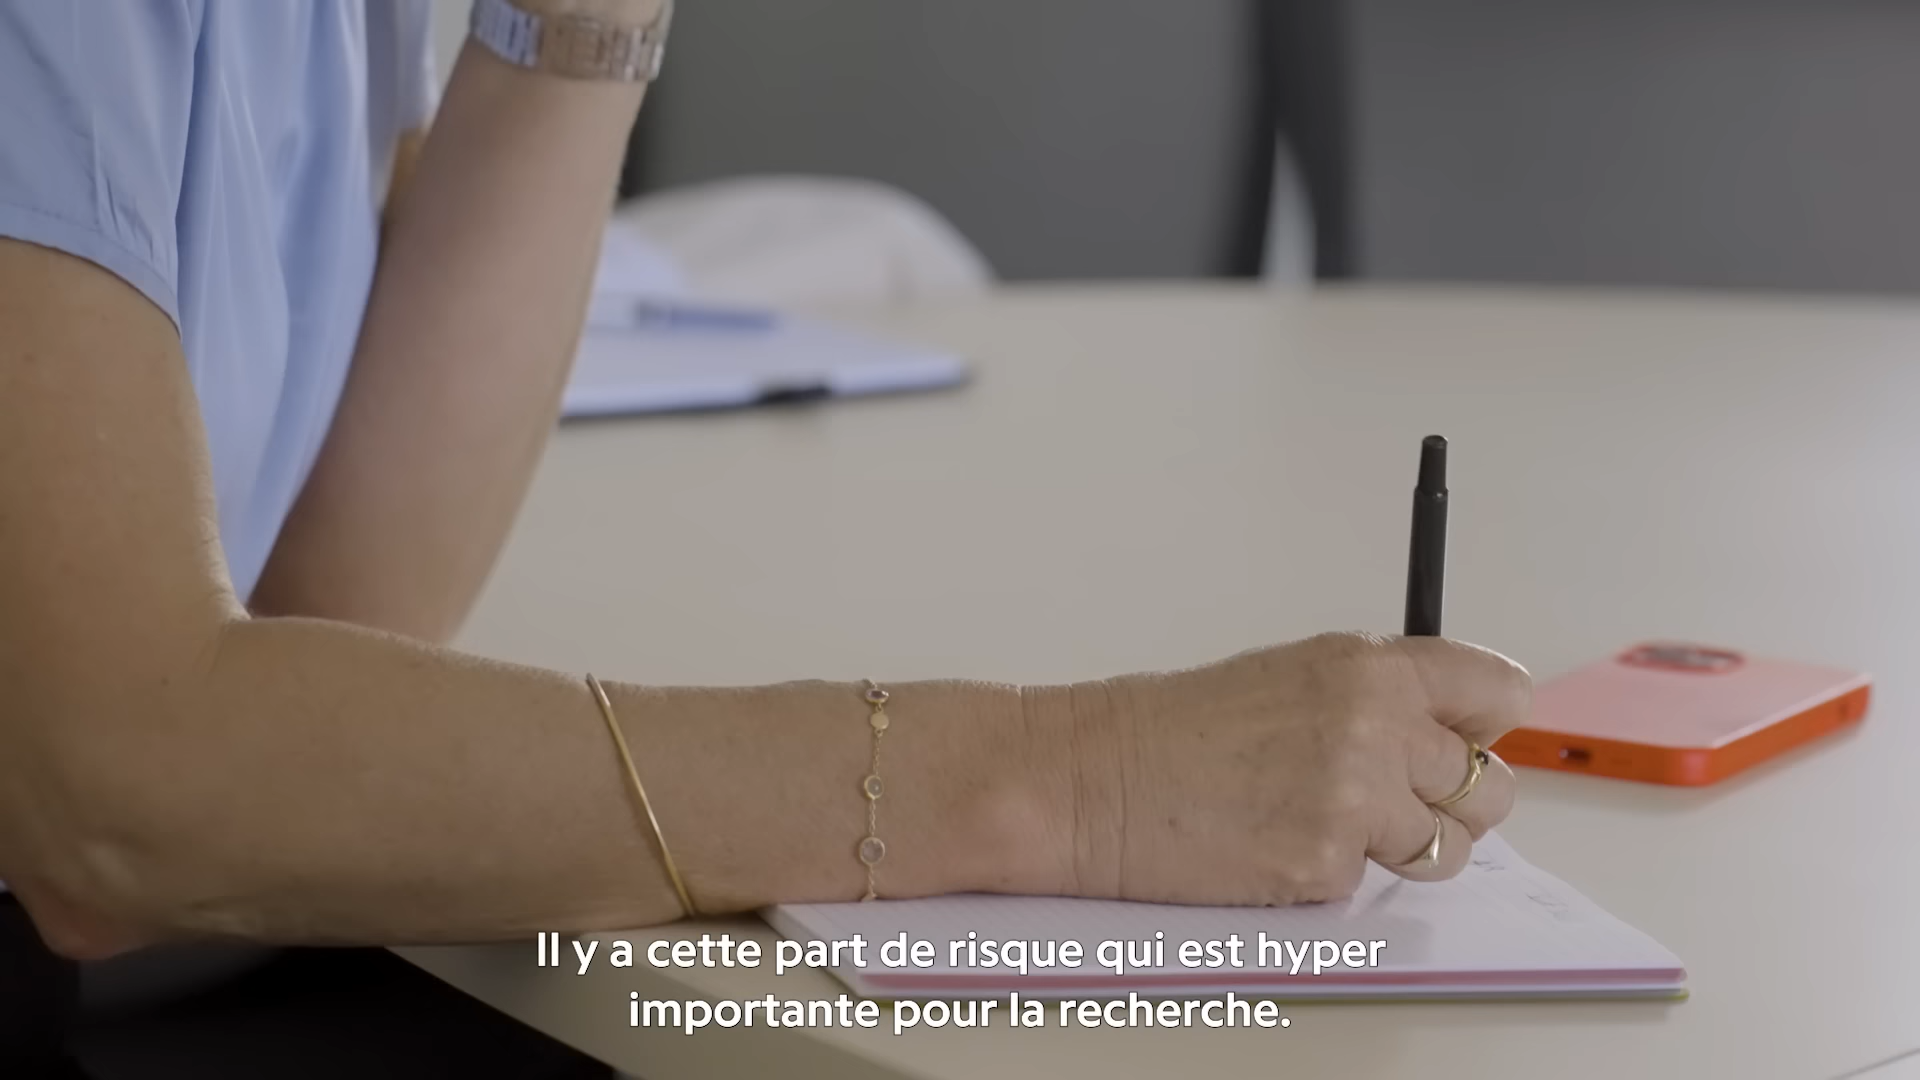 Il y a cette part de risque qui est hyper
importante pour la recherche.